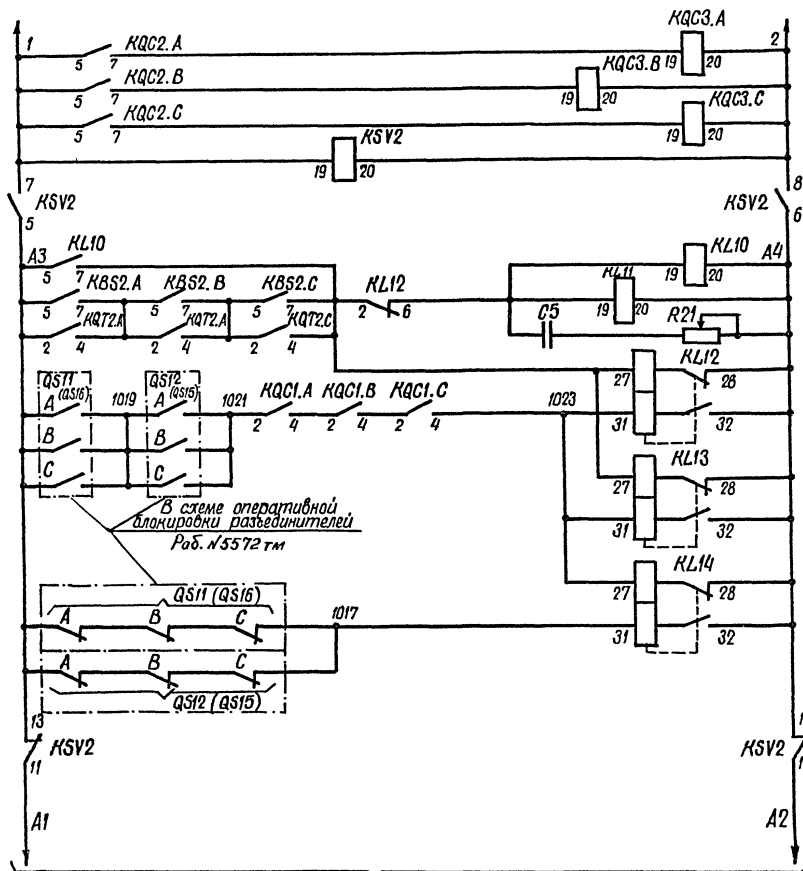 1 KQC2.A KQC3.A 2
5 7 19 20
KQC2.B KQC3.B
5 7 19 20
KQC2.C KQC3.C
5 7 19 20
KSV2
19 20
7 8
KSV2 KSV2
5 6
A3 KL10 KL10 A4
5 7 19 20
KBS2.A KBS2.B KBS2.C KL12 KL11
5 7 5 7 5 7 2 6 19 20
KQT2.A KQT2.A KQT2.C C5 R21
2 4 2 4 2 4
QS11 (QS16) 1019 QS12 (QS15) 1021 KQC1.A KQC1.B KQC1.C 1023 KL12
27 28
A A 2 4 2 4 2 4 31 32
B B
C C KL13
27 28
31 32
В схеме оперативной
блокировки разъединителей
Раб. №5572 тм
KL14
QS11 (QS16) 27 28
A B C 1017 31 32
A B C
QS12 (QS15)
13
KSV2 KSV2
11
A1 A2